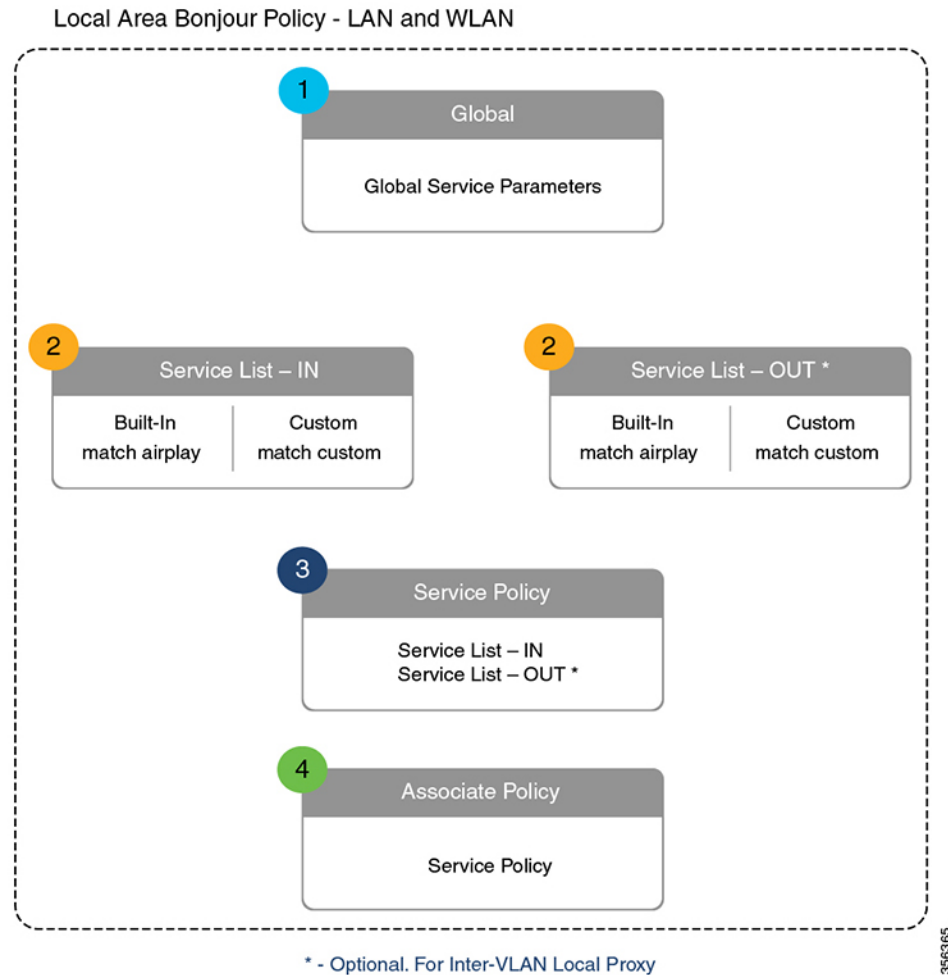 Local Area Bonjour Policy - LAN and WLAN
1
Global
Global Service Parameters
2
Service List – IN
Built-In
match airplay
Custom
match custom
2
Service List – OUT *
Built-In
match airplay
Custom
match custom
3
Service Policy
Service List – IN
Service List – OUT *
4
Associate Policy
Service Policy
* - Optional. For Inter-VLAN Local Proxy
356365